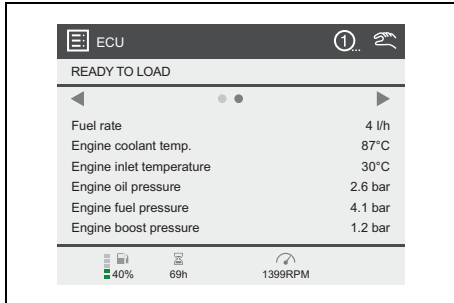 ECU
1...
READY TO LOAD
Fuel rate 4 l/h
Engine coolant temp. 87°C
Engine inlet temperature 30°C
Engine oil pressure 2.6 bar
Engine fuel pressure 4.1 bar
Engine boost pressure 1.2 bar
40% 69h 1399RPM